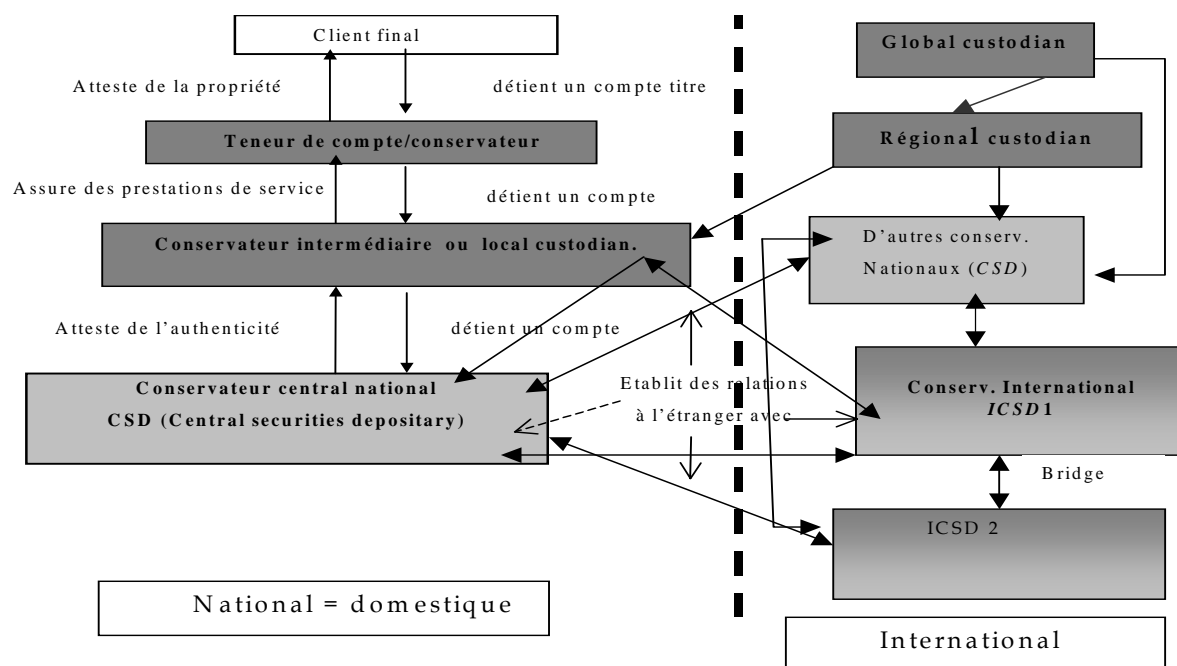 Client final
Atteste de la propriété
détient un compte titre
Teneur de compte/conservateur
Assure des prestations de service
détient un compte
Conservateur intermédiaire ou local custodian.
Atteste de l'authenticité
détient un compte
Conservateur central national
CSD (Central securities depositary)
Etablit des relations
à l'étranger avec
National = domestique
Global custodian
Régional custodian
D'autres conserv.
Nationaux (CSD)
Conserv. International
ICSD1
Bridge
ICSD 2
International